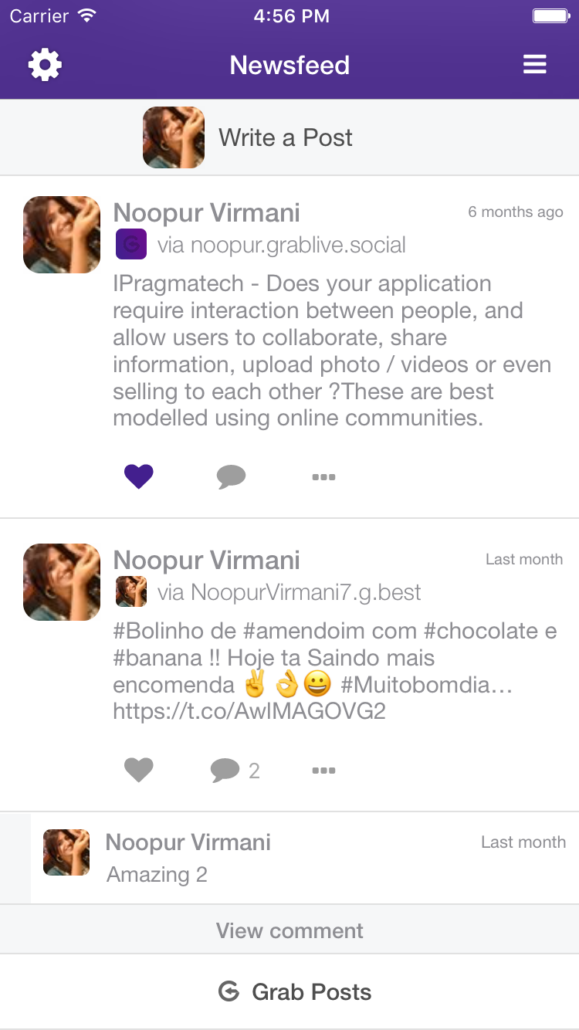 Carrier 4:56 PM
Newsfeed
Write a Post
Noopur Virmani 6 months ago
via noopur.grablive.social
IPragmatech - Does your application
require interaction between people, and
allow users to collaborate, share
information, upload photo / videos or even
selling to each other ?These are best
modelled using online communities.
Noopur Virmani Last month
via NoopurVirmani7.g.best
#Bolinho de #amendoim com #chocolate e
#banana !! Hoje ta Saindo mais
encomenda ✌️👌😀 #Muitobomdia…
https://t.co/AwlMAGOVG2
2
Noopur Virmani Last month
Amazing 2
View comment
Grab Posts